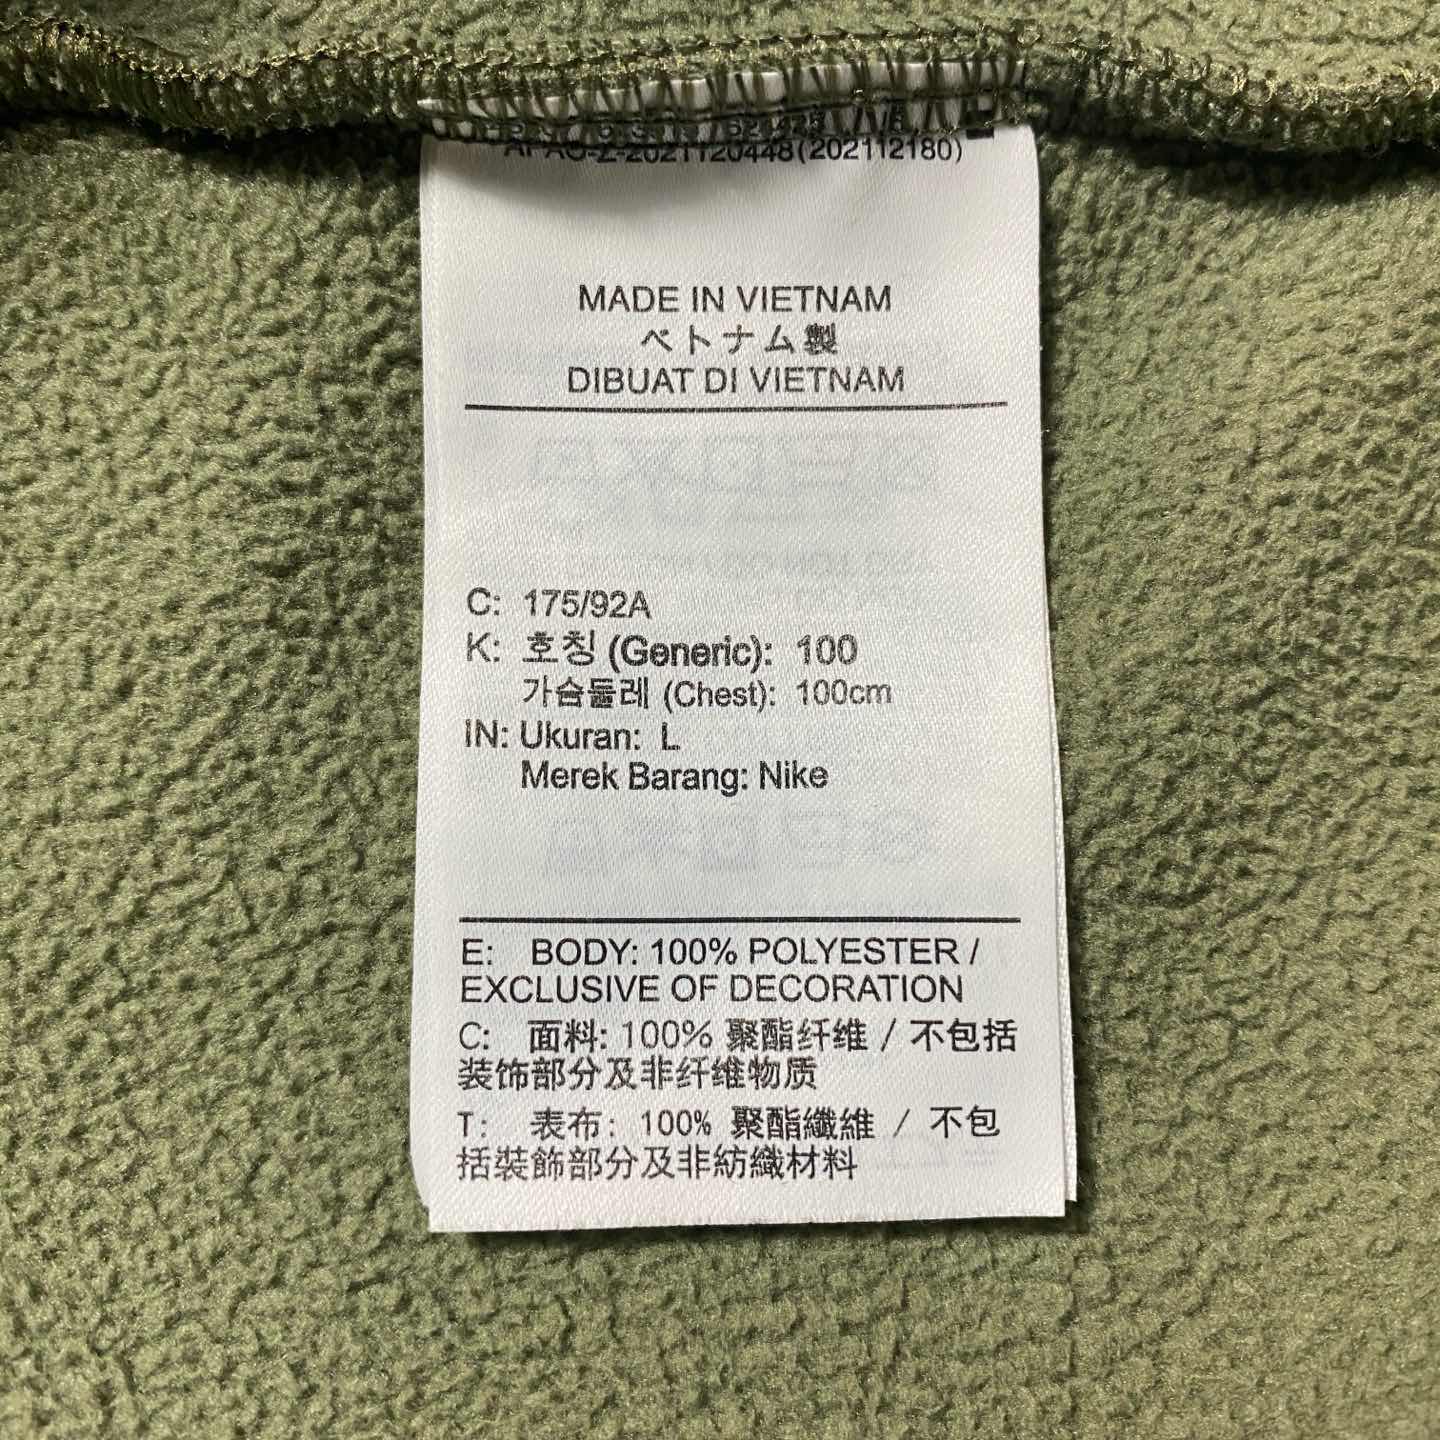 APAC-Z-2021120448(202112180)
MADE IN VIETNAM
ベトナム製
DIBUAT DI VIETNAM
C: 175/92A
K: 호칭 (Generic): 100
가슴둘레 (Chest): 100cm
IN: Ukuran: L
Merek Barang: Nike
E: BODY: 100% POLYESTER /
EXCLUSIVE OF DECORATION
C: 面料: 100% 聚酯纤维 / 不包括
装饰部分及非纤维物质
T: 表布: 100% 聚酯纖維 / 不包
括裝飾部分及非紡織材料